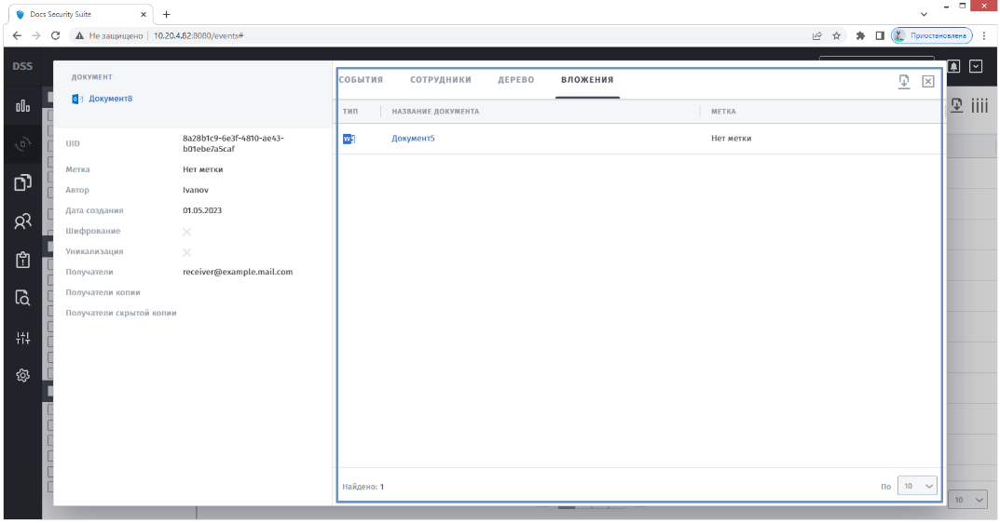 Docs Security Suite
Не защищено 10.20.4.82:8080/events#
Приостановлена
DSS
ДОКУМЕНТ
Документ8
UID 8a28b1c9-6e3f-4810-ae43-
b01ebe7a5caf
Метка Нет метки
Автор Ivanov
Дата создания 01.05.2023
Шифрование
Уникализация
Получатели receiver@example.mail.com
Получатели копии
Получатели скрытой копии
СОБЫТИЯ СОТРУДНИКИ ДЕРЕВО ВЛОЖЕНИЯ
ТИП НАЗВАНИЕ ДОКУМЕНТА МЕТКА
Документ5 Нет метки
Найдено: 1 По 10
10